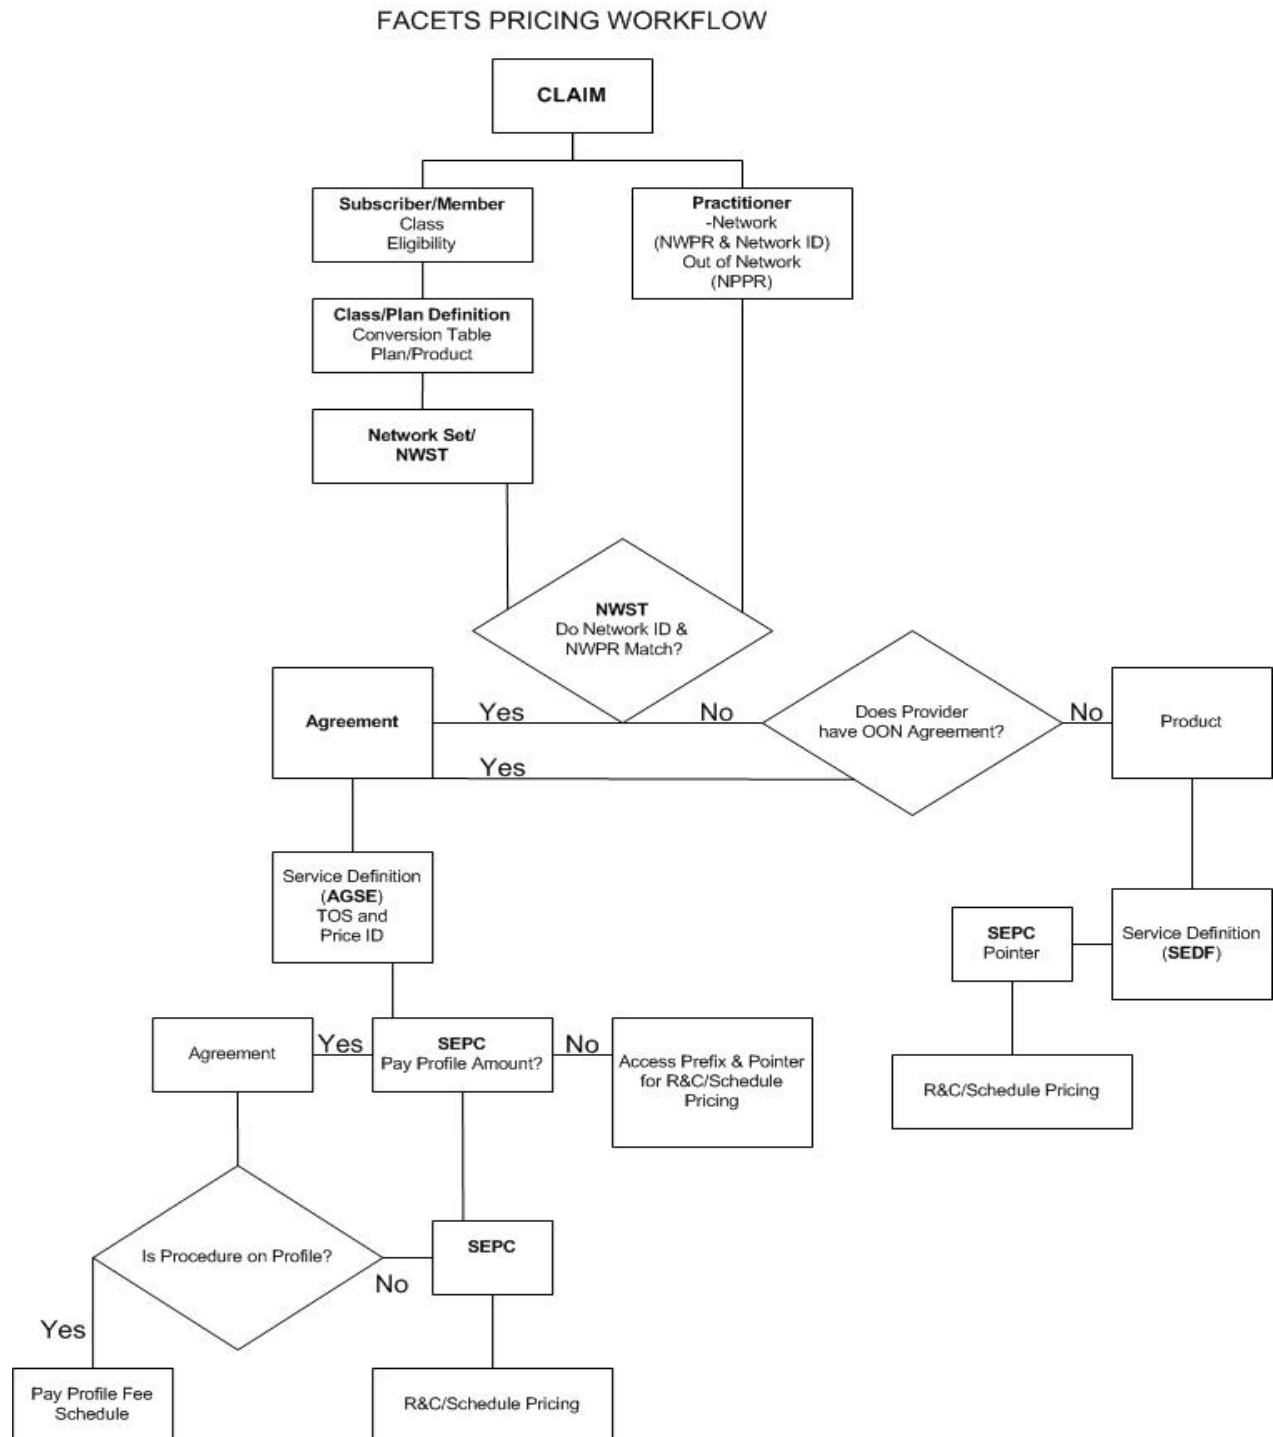 FACETS PRICING WORKFLOW
CLAIM
Subscriber/Member
Class
Eligibility
Practitioner
-Network
(NWPR & Network ID)
Out of Network
(NPPR)
Class/Plan Definition
Conversion Table
Plan/Product
Network Set/
NWST
NWST
Do Network ID &
NWPR Match?
Agreement
Yes
No
Does Provider
have OON Agreement?
No
Product
Yes
Service Definition
(AGSE)
TOS and
Price ID
SEPC
Pointer
Service Definition
(SEDF)
Agreement
Yes
SEPC
Pay Profile Amount?
No
Access Prefix & Pointer
for R&C/Schedule
Pricing
R&C/Schedule Pricing
Is Procedure on Profile?
No
SEPC
Yes
Pay Profile Fee
Schedule
R&C/Schedule Pricing